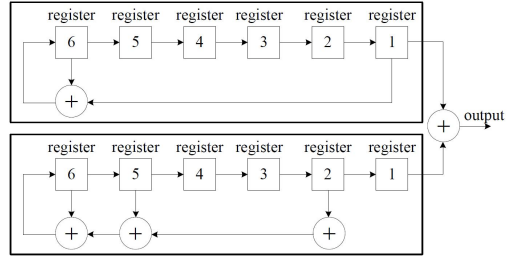 register register register register register register
6 5 4 3 2 1
+
+ output
register register register register register register
6 5 4 3 2 1
+ + +